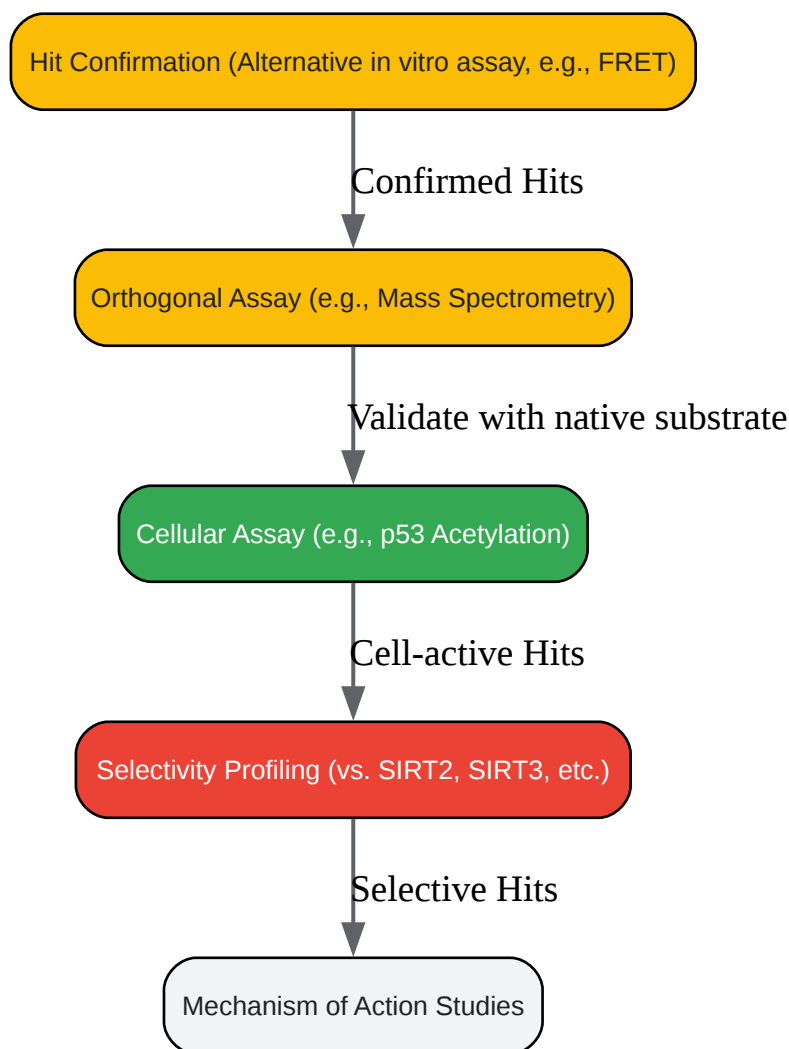 Hit Confirmation (Alternative in vitro assay, e.g., FRET)
Confirmed Hits
Orthogonal Assay (e.g., Mass Spectrometry)
Validate with native substrate
Cellular Assay (e.g., p53 Acetylation)
Cell-active Hits
Selectivity Profiling (vs. SIRT2, SIRT3, etc.)
Selective Hits
Mechanism of Action Studies